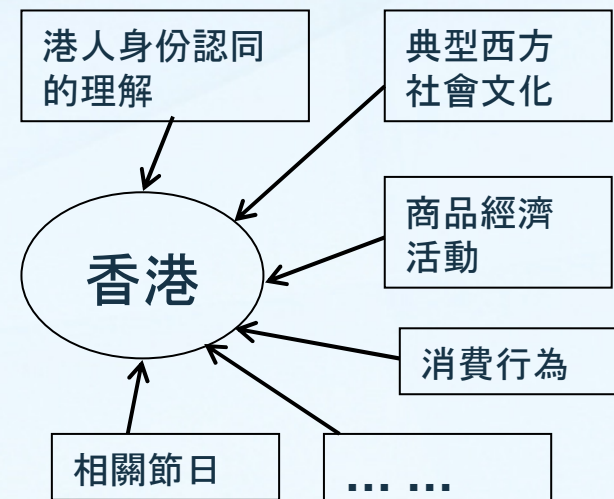 港人身份認同
的理解
典型西方
社會文化
商品經濟
活動
香港
消費行為
相關節日
... ...